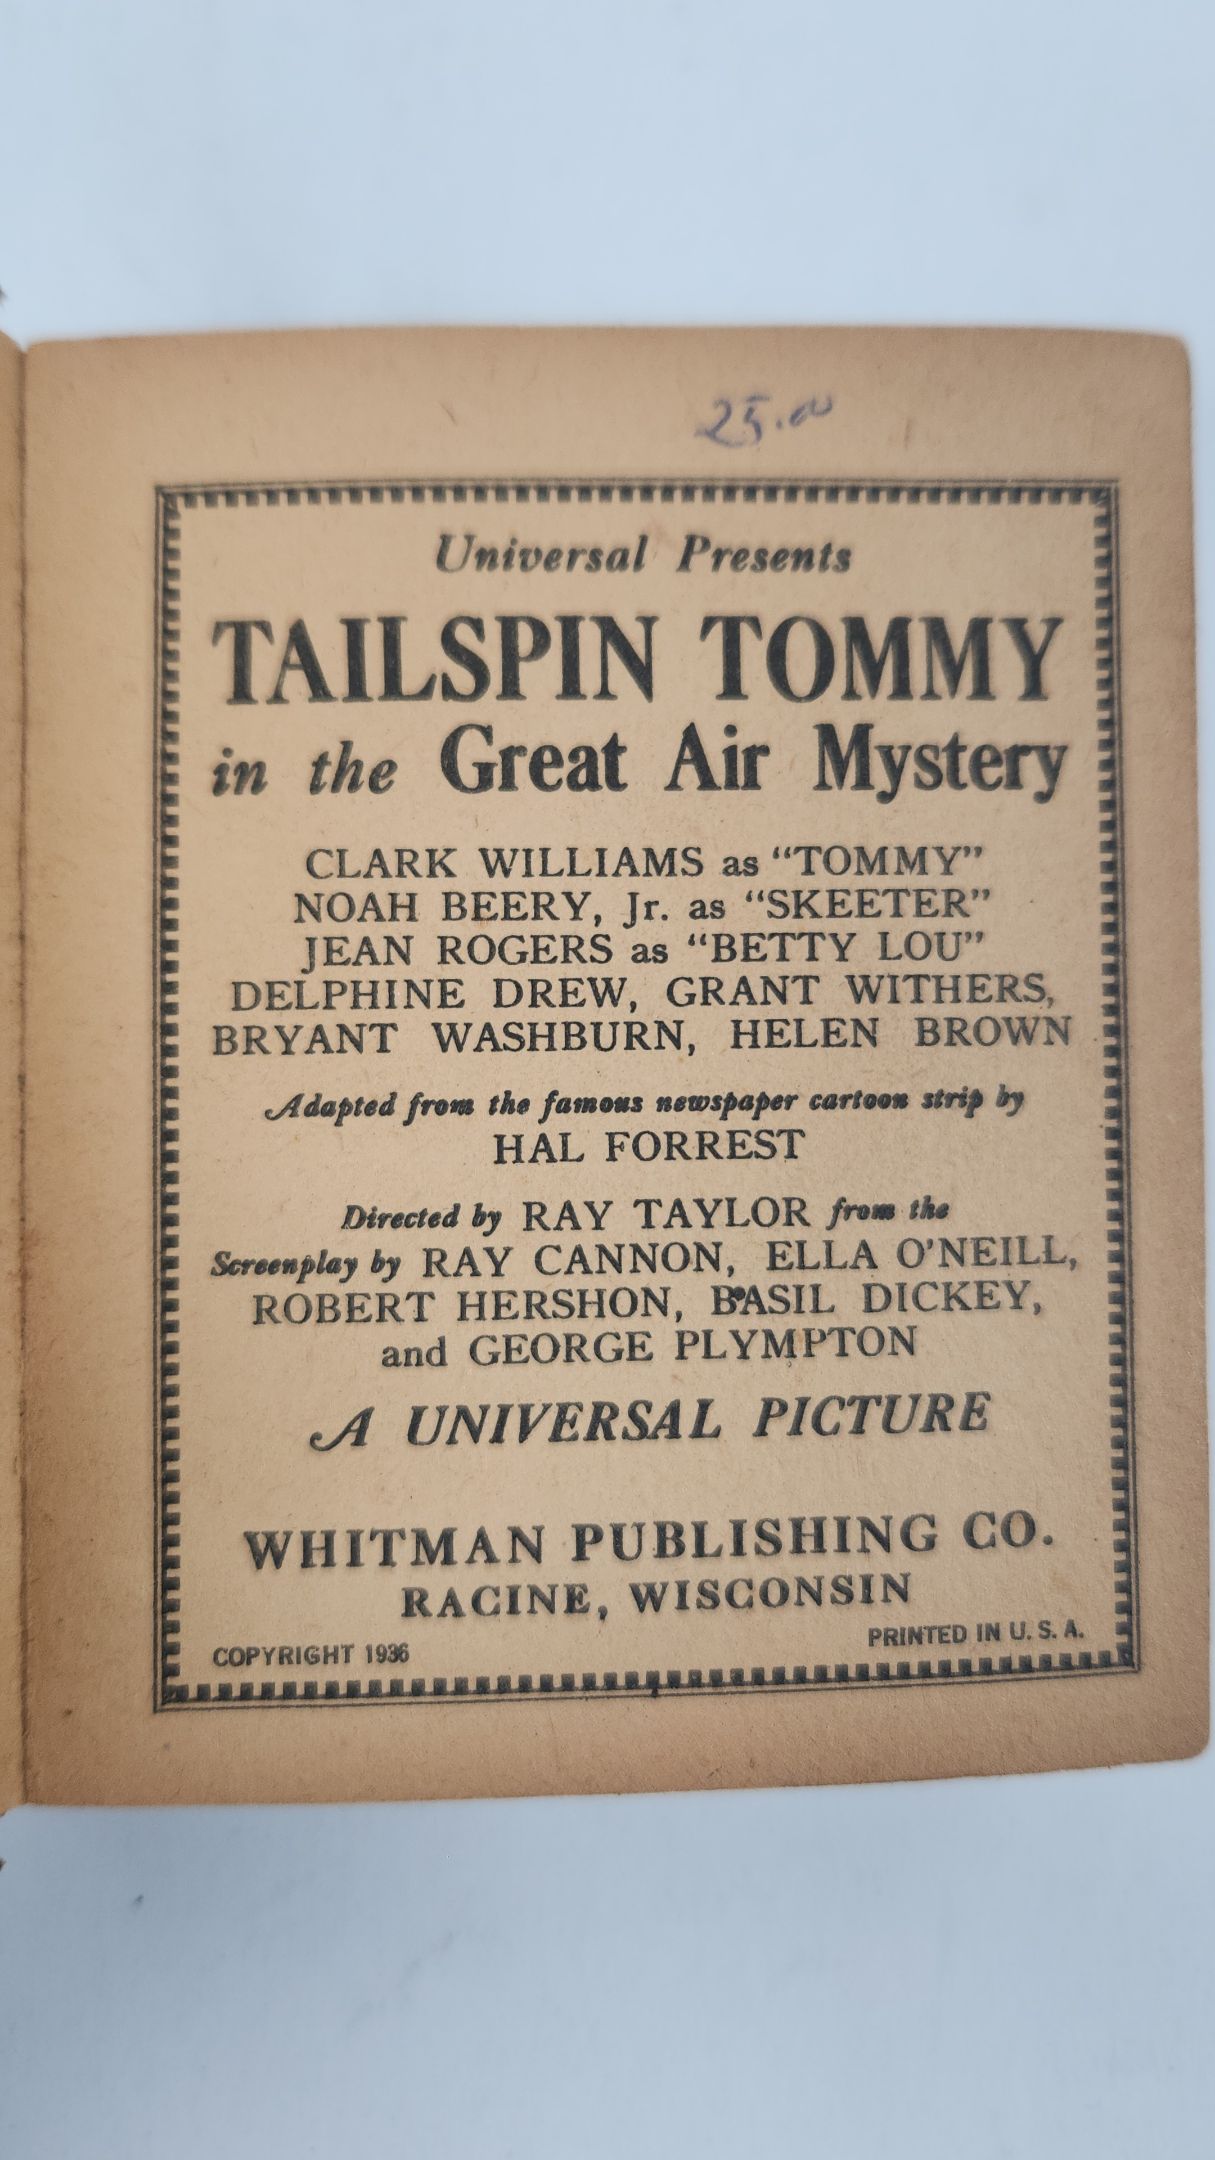 25.00
Universal Presents
TAILSPIN TOMMY
in the Great Air Mystery
CLARK WILLIAMS as "TOMMY"
NOAH BEERY, Jr. as "SKEETER"
JEAN ROGERS as "BETTY LOU"
DELPHINE DREW, GRANT WITHERS,
BRYANT WASHBURN, HELEN BROWN
Adapted from the famous newspaper cartoon strip by
HAL FORREST
Directed by RAY TAYLOR from the
Screenplay by RAY CANNON, ELLA O'NEILL,
ROBERT HERSHON, BASIL DICKEY,
and GEORGE PLYMPTON
A UNIVERSAL PICTURE
WHITMAN PUBLISHING CO.
RACINE, WISCONSIN
COPYRIGHT 1936 PRINTED IN U. S. A.